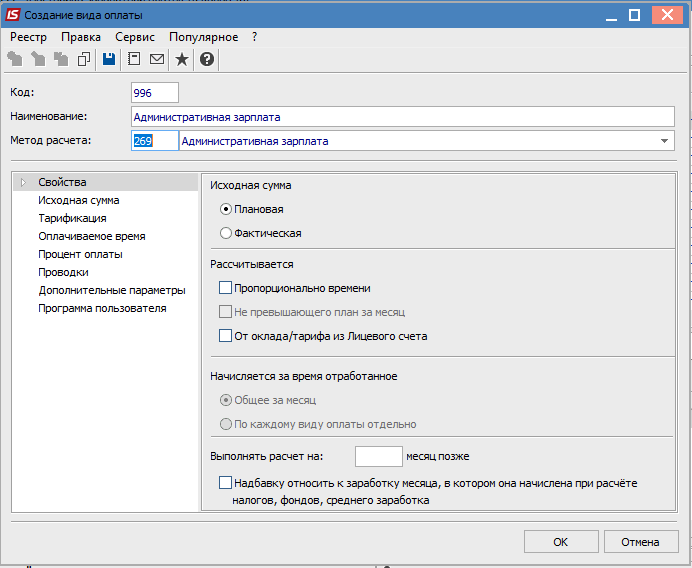 Создание вида оплаты
Реестр Правка Сервис Популярное ?
Код: 996
Наименование: Административная зарплата
Метод расчета: 269 Административная зарплата
Свойства
Исходная сумма
Тарификация
Оплачиваемое время
Процент оплаты
Проводки
Дополнительные параметры
Программа пользователя
Исходная сумма
Плановая
Фактическая
Рассчитывается
Пропорционально времени
Не превышающего план за месяц
От оклада/тарифа из Лицевого счета
Начисляется за время отработанное
Общее за месяц
По каждому виду оплаты отдельно
Выполнять расчет на: месяц позже
Надбавку относить к заработку месяца, в котором она начислена при расчёте
налогов, фондов, среднего заработка
OK Отмена